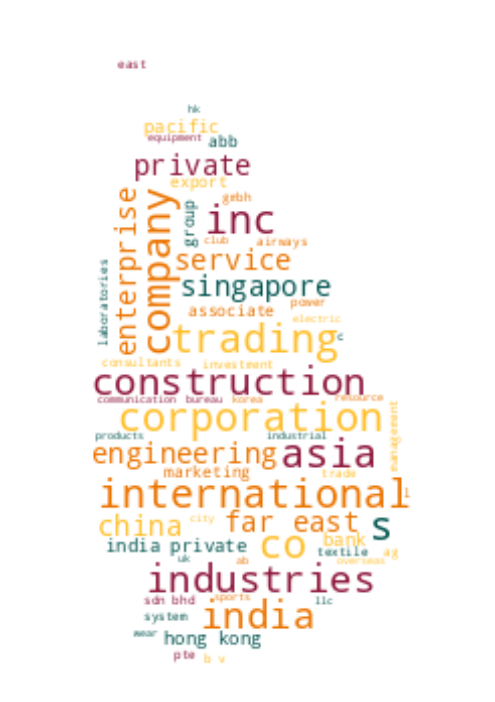 east
hk
pacific
equipment
abb
private
export
gmbh
enterprise
company
group
inc
club
airways
service
laboratories
singapore
power
associate
electric
trading
c
consultants
investment
construction
communication
bureau
korea
resource
corporation
management
products
industrial
engineering
asia
marketing
trade
international
l
china
city
far east
s
india private
co
bank
textile
ag
uk
ab
overseas
industries
sdn bhd
sports
llc
system
india
wear
hong kong
pte
b v